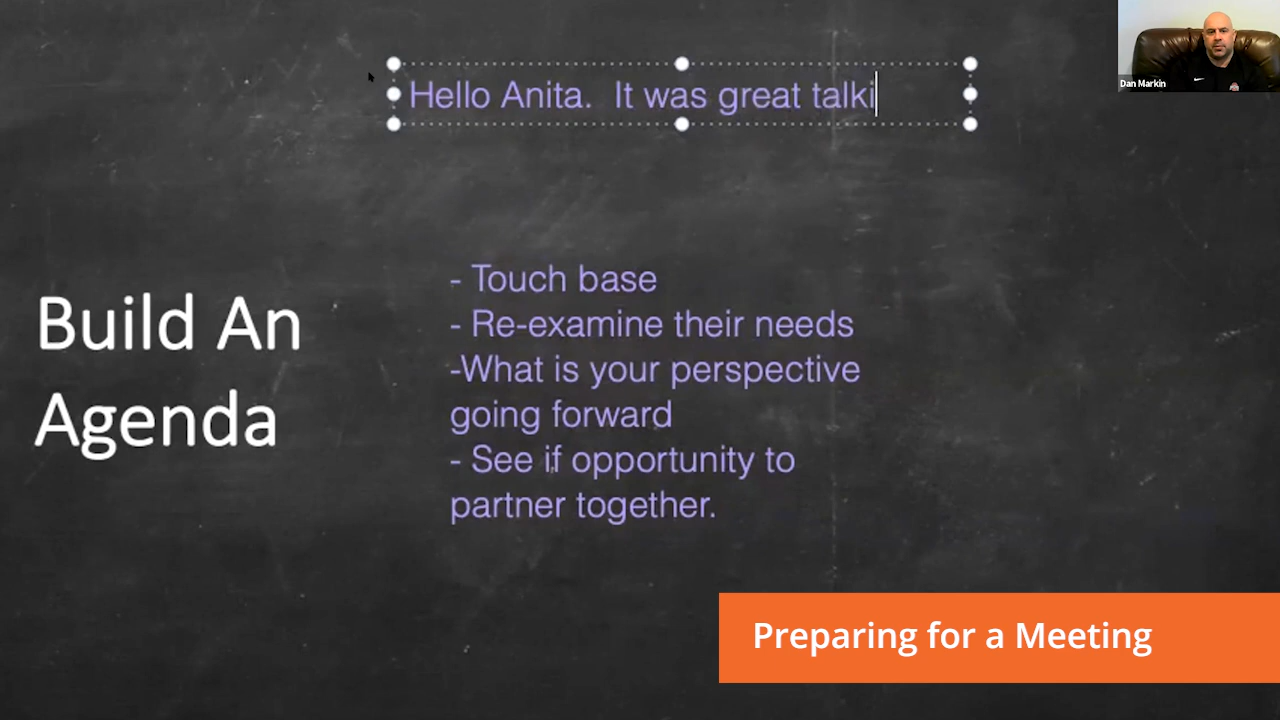 Hello Anita.  It was great talki
Dan Markin
- Touch base
- Re-examine their needs
-What is your perspective
going forward
- See if opportunity to
partner together.
Build An
Agenda
Preparing for a Meeting